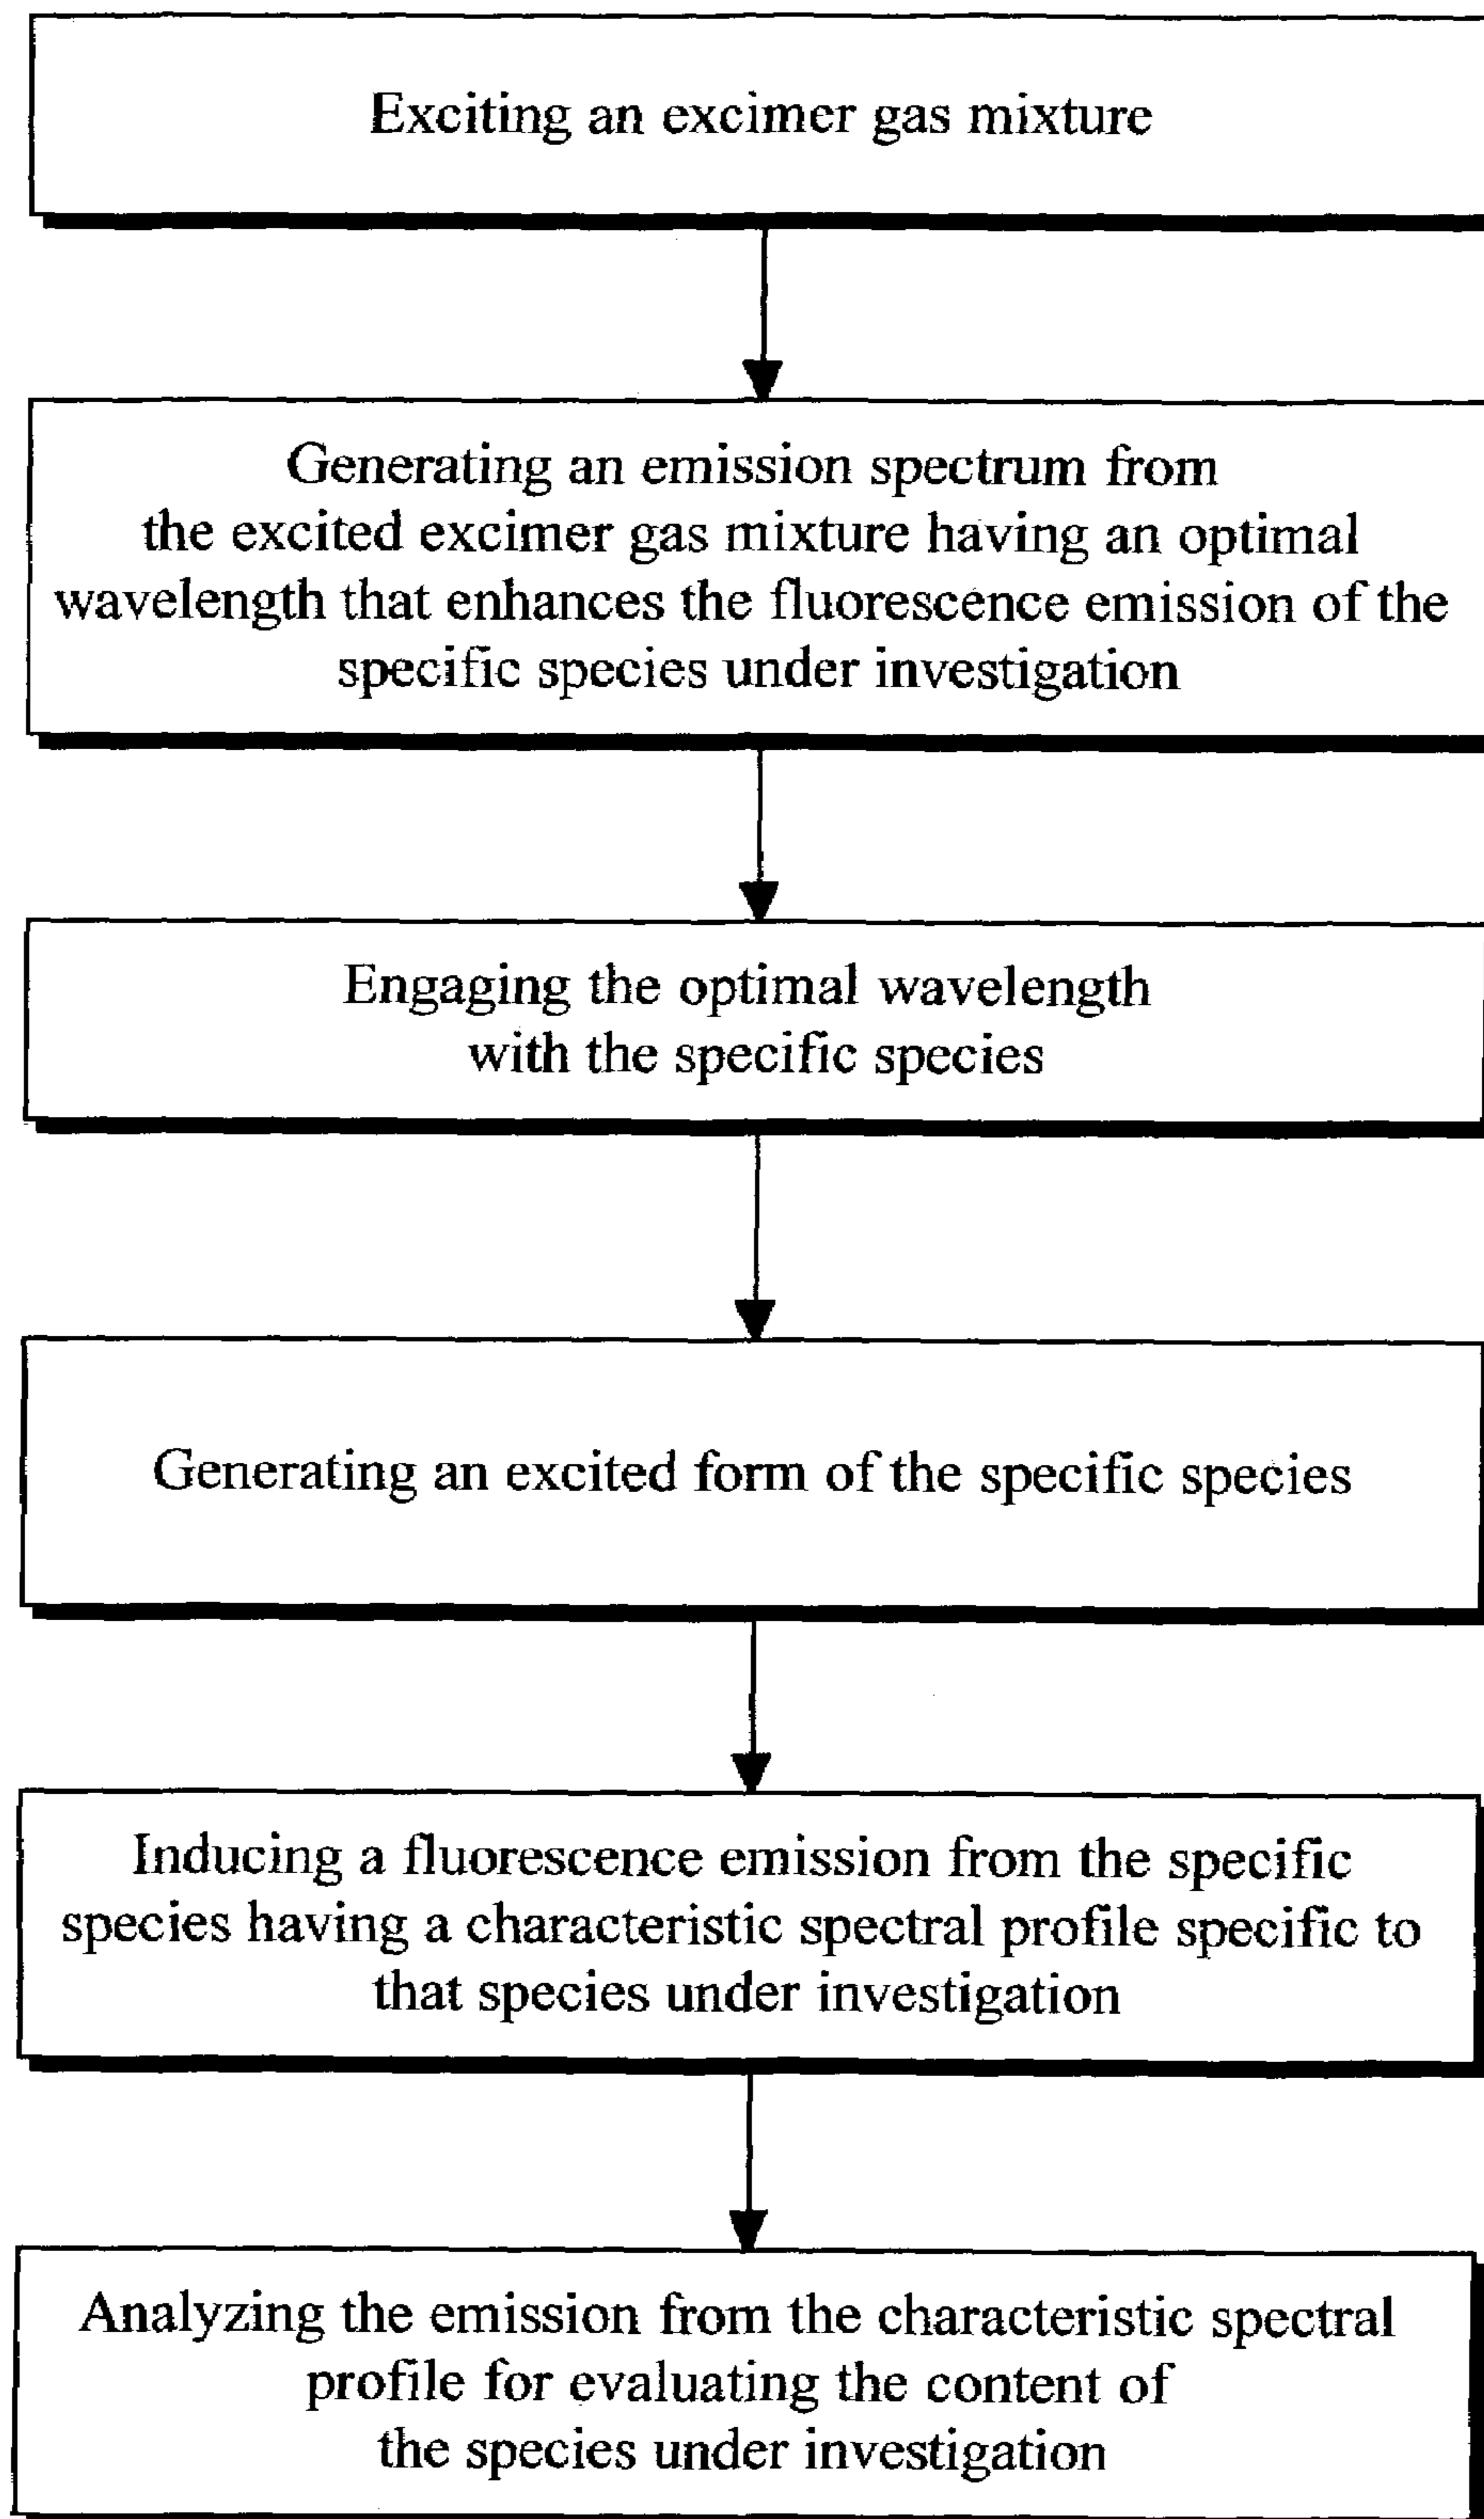 Exciting an excimer gas mixture
Generating an emission spectrum from
the excited excimer gas mixture having an optimal
wavelength that enhances the fluorescence emission of the
specific species under investigation
Engaging the optimal wavelength
with the specific species
Generating an excited form of the specific species
Inducing a fluorescence emission from the specific
species having a characteristic spectral profile specific to
that species under investigation
Analyzing the emission from the characteristic spectral
profile for evaluating the content of
the species under investigation